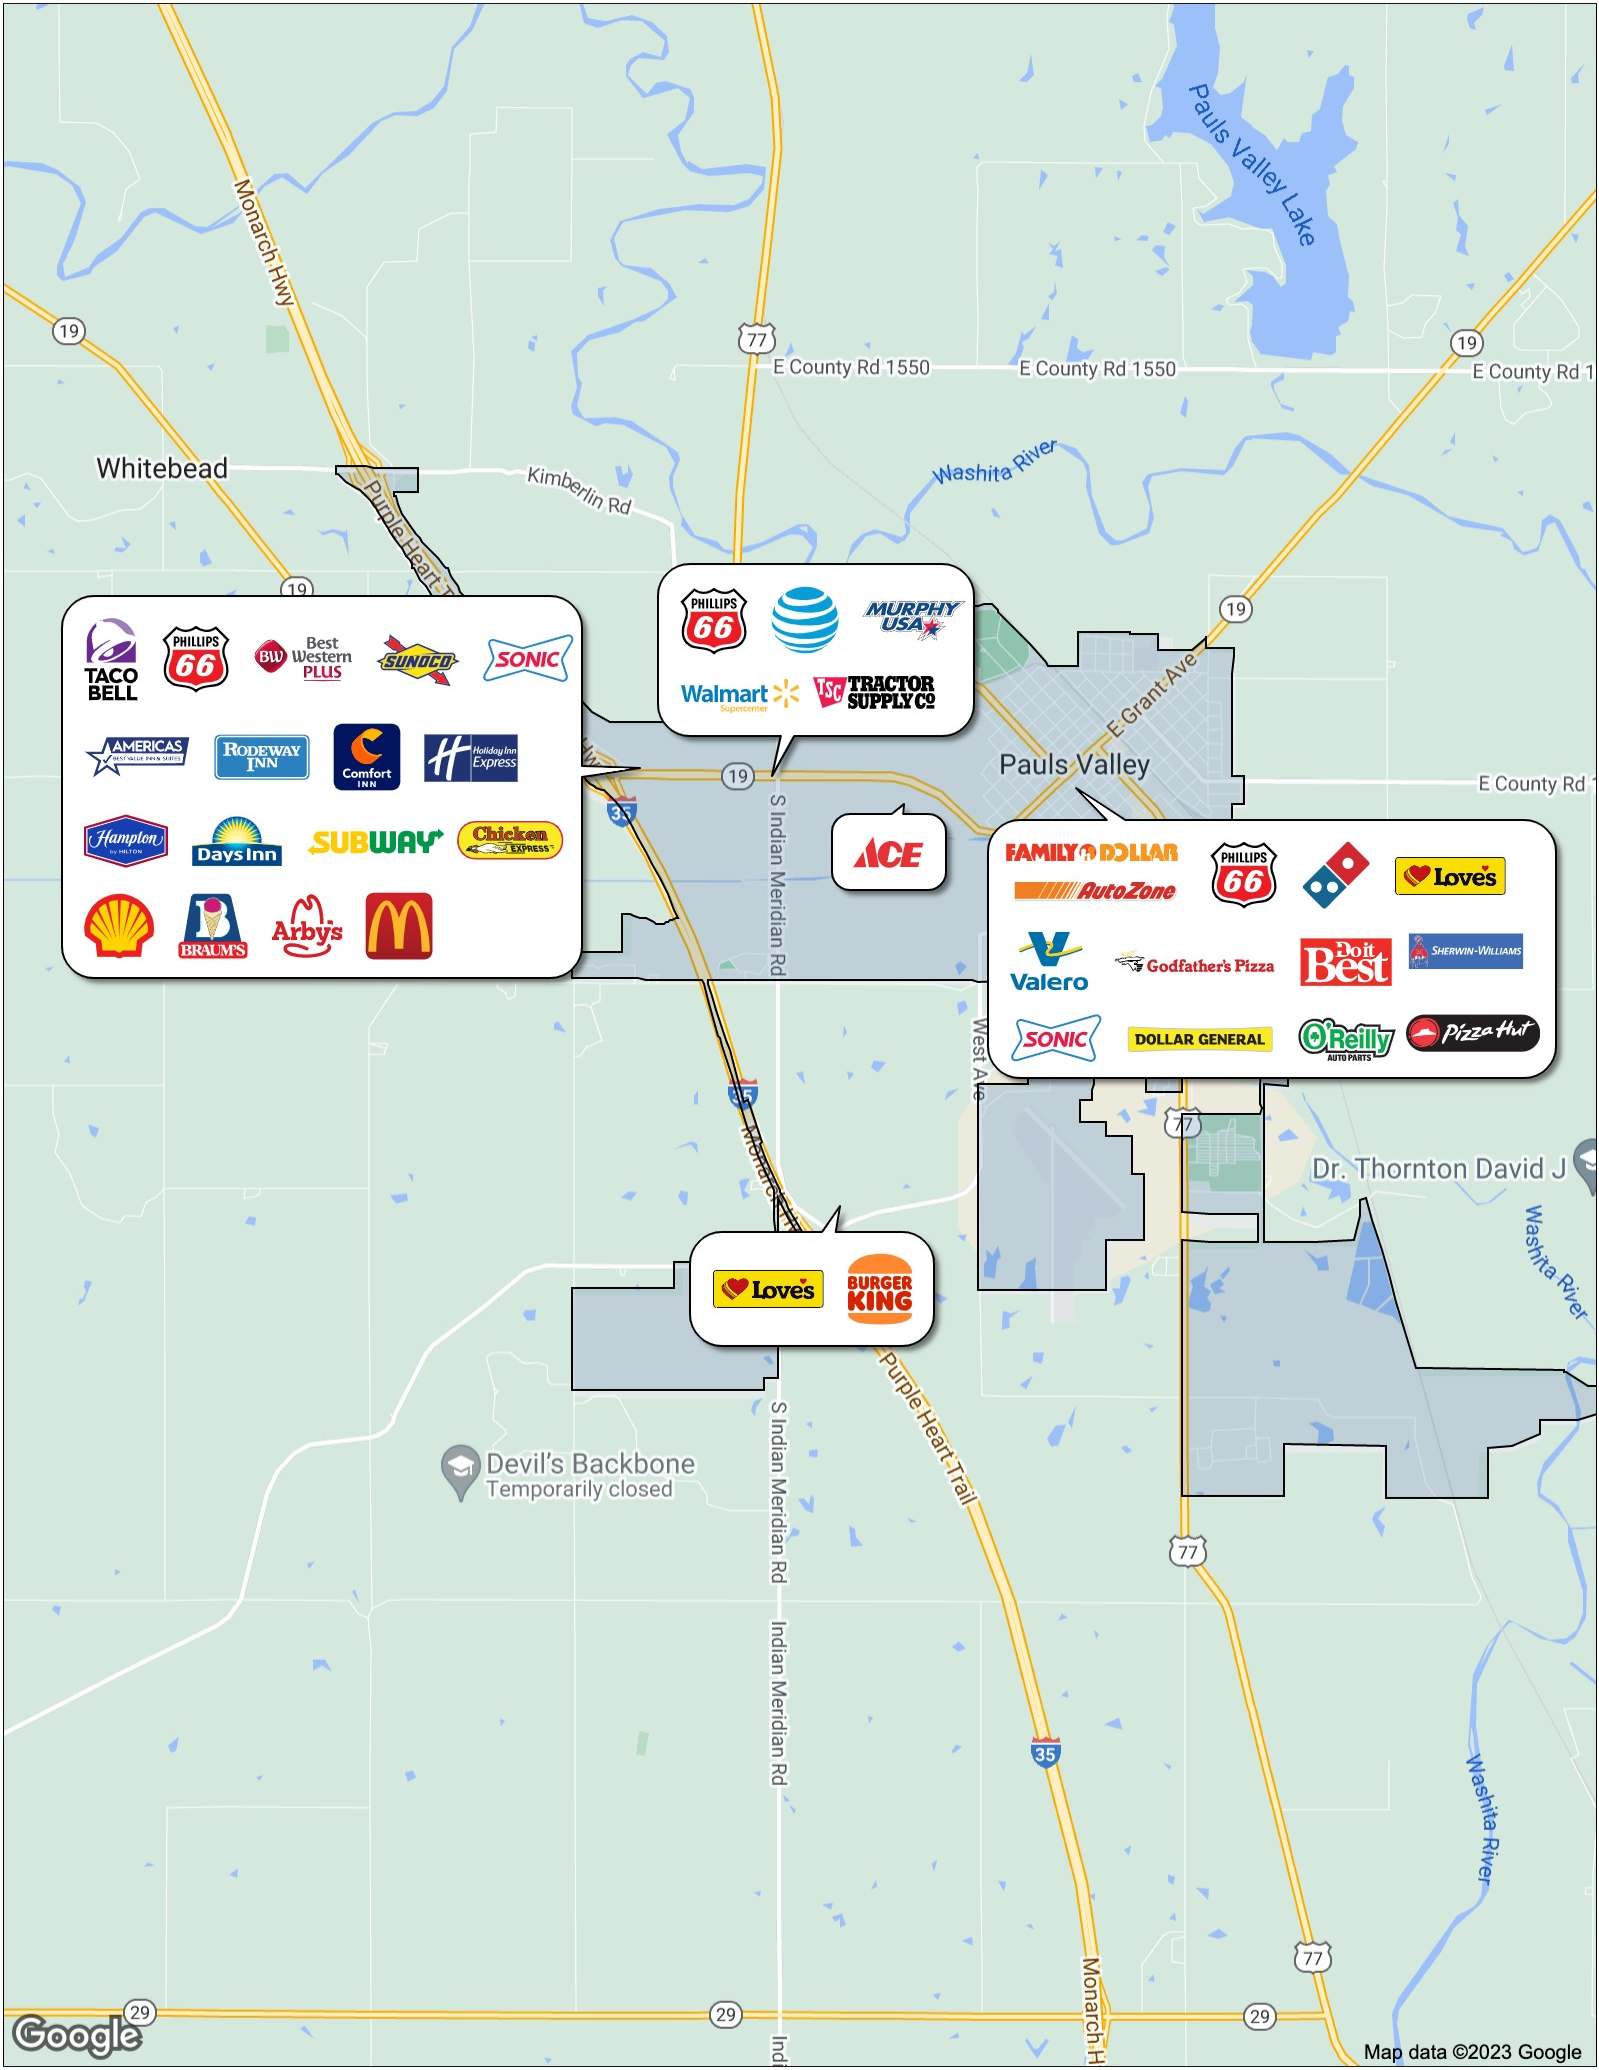 Pauls Valley Lake
Monarch Hwy
19
77
E County Rd 1550
E County Rd 1550
19
E County Rd 1
Whitebead
Kimberlin Rd
Washita River
Purple Heart T
19
19
PHILLIPS
66
MURPHY
USA
Walmart
Supercenter
TSC TRACTOR
SUPPLY CO
TACO
BELL
PHILLIPS
66
BW Best
Western
PLUS
SUNOCO
SONIC
AMERICAS
BEST VALUE INN & SUITES
RODEWAY
INN
Comfort
INN
H Holiday Inn
Express
Hampton
by HILTON
Days Inn
SUBWAY
Chicken
EXPRESS
B
BRAUM'S
Arby's
M
Hwy
35
19
S Indian Meridian Rd
E Grant Ave
Pauls Valley
E County Rd 1
ACE
FAMILY DOLLAR
AutoZone
PHILLIPS
66
Love's
V
Valero
Godfather's Pizza
Do it
Best
SHERWIN-WILLIAMS
SONIC
DOLLAR GENERAL
O'Reilly
AUTO PARTS
Pizza Hut
West Ave
35
Monarch Hw
77
Dr. Thornton David J
Washita River
Love's
BURGER
KING
Purple Heart Trail
S Indian Meridian Rd
Devil's Backbone
Temporarily closed
77
Indian Meridian Rd
35
Washita River
77
Monarch H
29
29
29
Indi
Google
Map data ©2023 Google